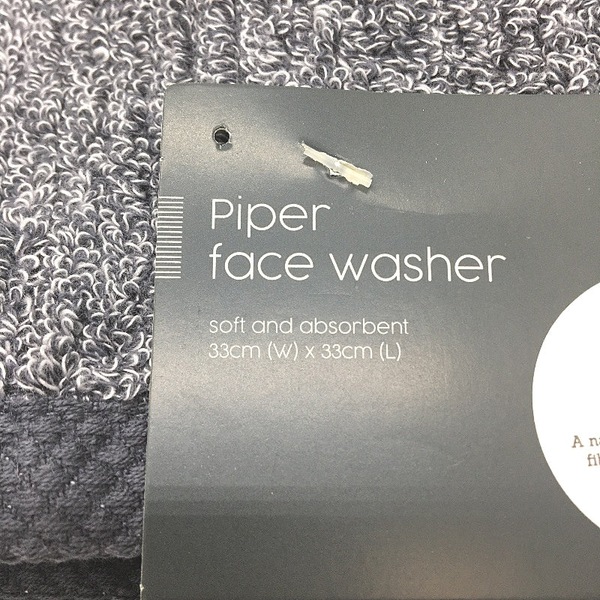 Piper
face washer
soft and absorbent
33cm (W) x 33cm (L)
A